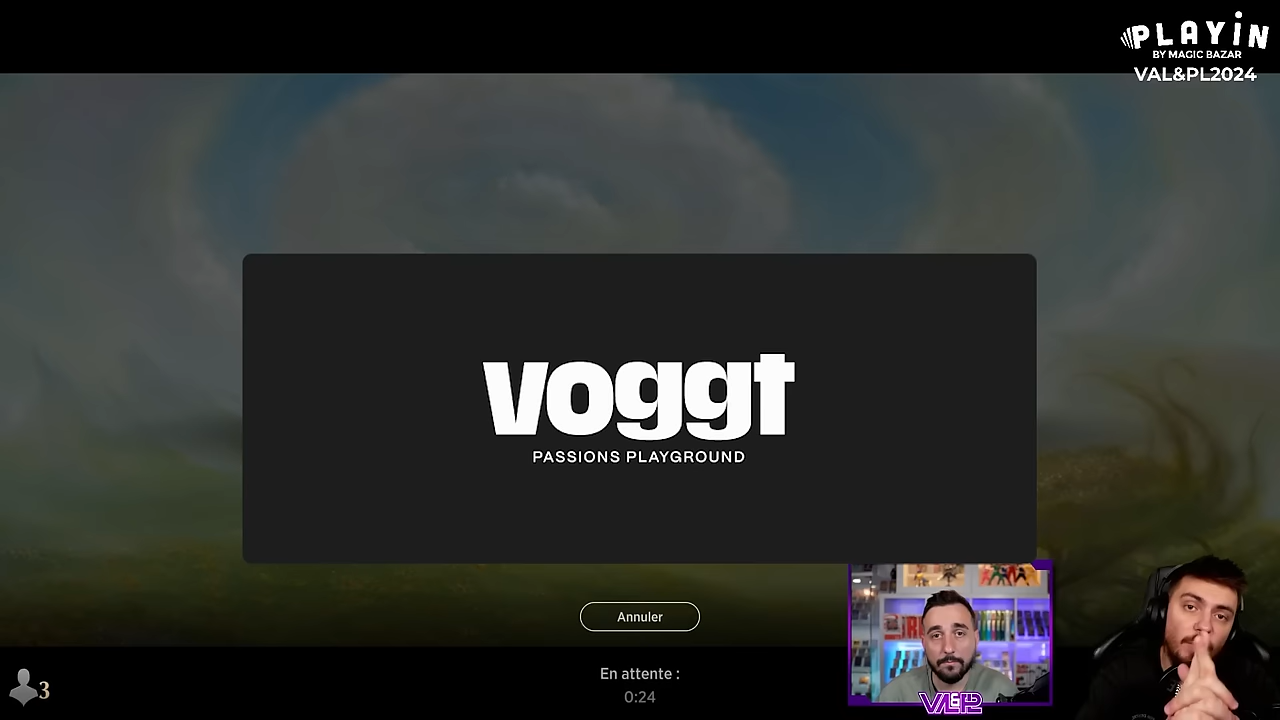 PLAYIN
BY MAGIC BAZAR
VAL&PL2024
voggt
PASSIONS PLAYGROUND
Annuler
En attente :
0:24
3